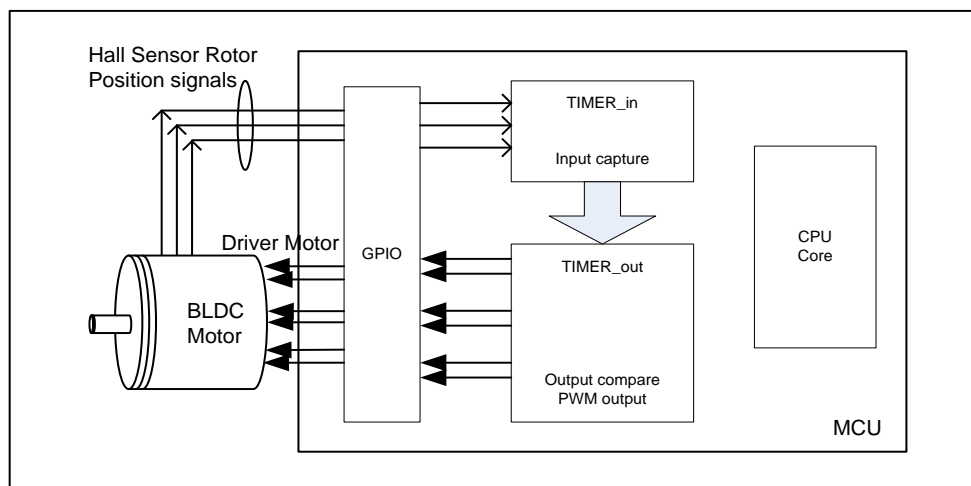 Hall Sensor Rotor
Position signals
TIMER_in
Input capture
Driver Motor
GPIO
TIMER_out
CPU
Core
BLDC
Motor
Output compare
PWM output
MCU